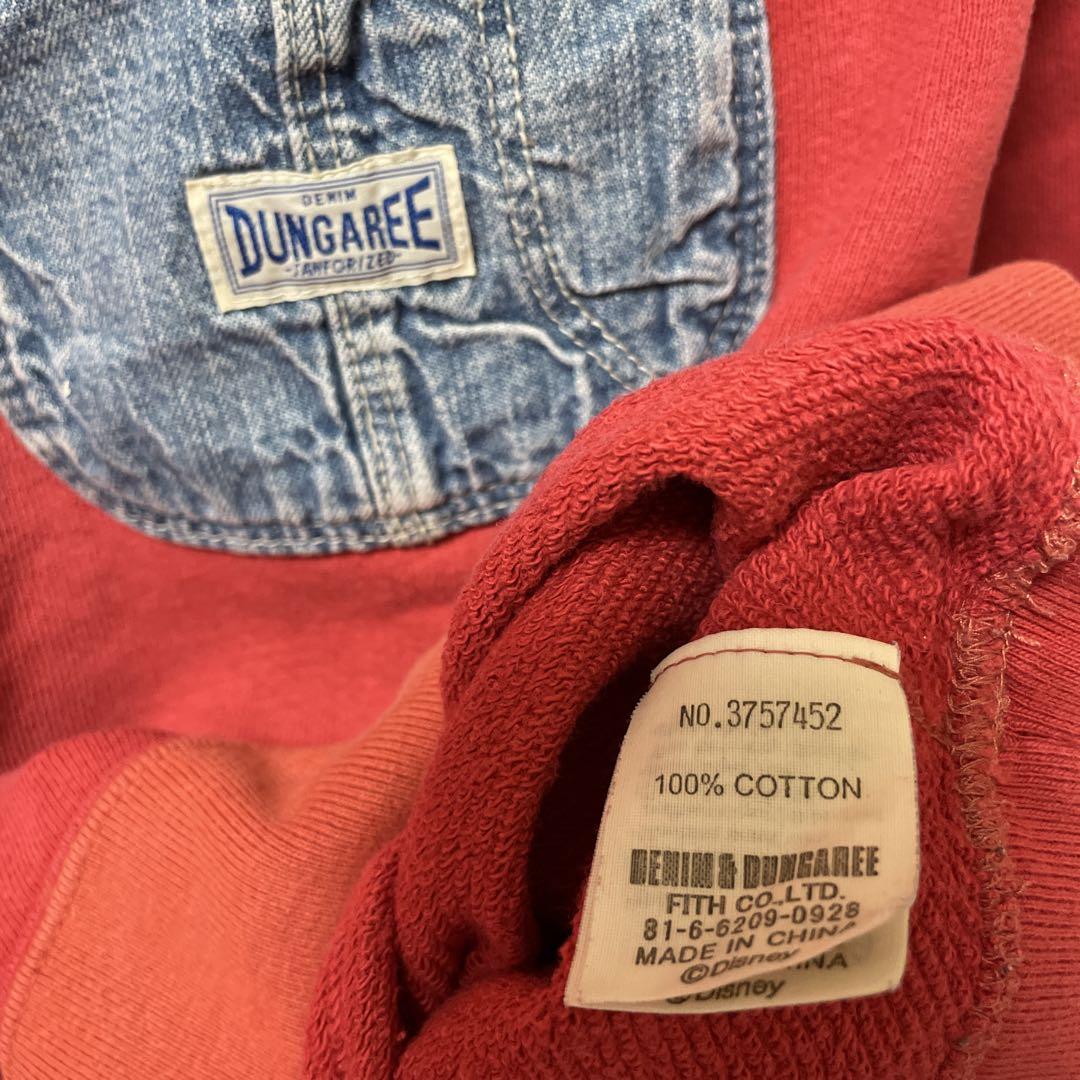 DENIM
DUNGAREE
-SANFORIZED-
NO.3757452
100% COTTON
DENIM & DUNGAREE
FITH CO.,LTD.
81-6-6209-0928
MADE IN CHINA
©Disney
INA
©Disney